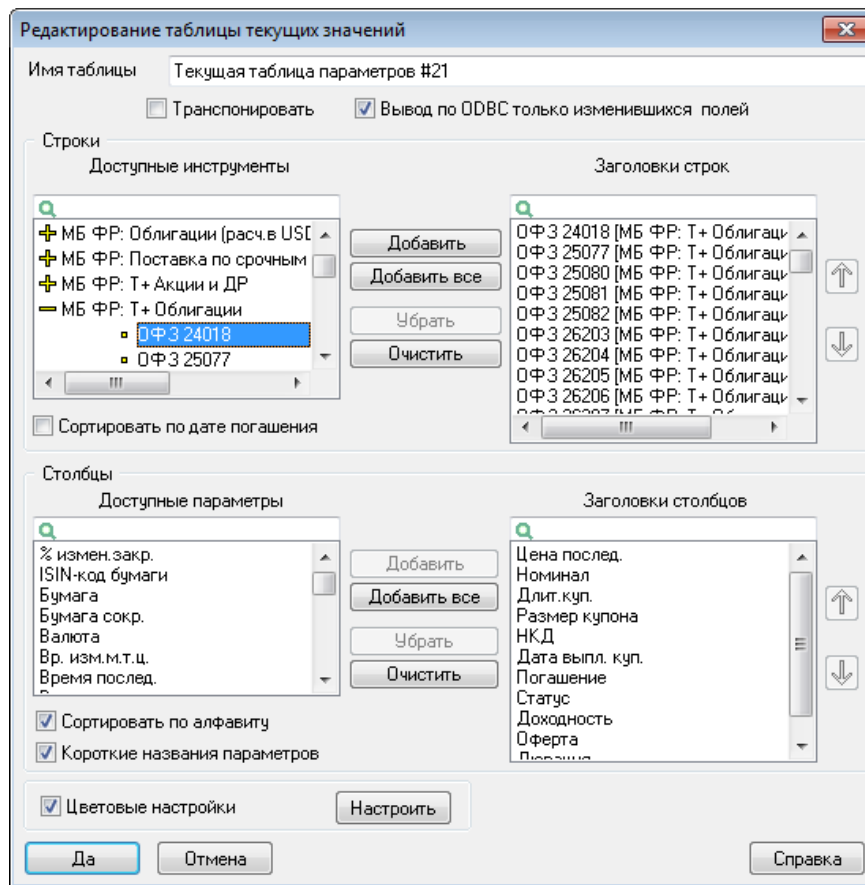 Редактирование таблицы текущих значений
Имя таблицы Текущая таблица параметров #21
Транспонировать Вывод по ODBC только изменившихся полей
Строки
Доступные инструменты Заголовки строк
МБ ФР: Облигации (расч.в USD
МБ ФР: Поставка по срочным
МБ ФР: Т+ Акции и ДР
МБ ФР: Т+ Облигации
ОФЗ 24018
ОФЗ 25077
Сортировать по дате погашения
Добавить
Добавить все
Убрать
Очистить
ОФЗ 24018 [МБ ФР: Т+ Облигаци
ОФЗ 25077 [МБ ФР: Т+ Облигаци
ОФЗ 25080 [МБ ФР: Т+ Облигаци
ОФЗ 25081 [МБ ФР: Т+ Облигаци
ОФЗ 25082 [МБ ФР: Т+ Облигаци
ОФЗ 26203 [МБ ФР: Т+ Облигаци
ОФЗ 26204 [МБ ФР: Т+ Облигаци
ОФЗ 26205 [МБ ФР: Т+ Облигаци
ОФЗ 26206 [МБ ФР: Т+ Облигаци
Столбцы
Доступные параметры Заголовки столбцов
% измен.закр.
ISIN-код бумаги
Бумага
Бумага сокр.
Валюта
Вр. изм.м.т.ц.
Время послед.
Сортировать по алфавиту
Короткие названия параметров
Добавить
Добавить все
Убрать
Очистить
Цена послед.
Номинал
Длит.куп.
Размер купона
НКД
Дата выпл. куп.
Погашение
Статус
Доходность
Оферта
Дюрация
Цветовые настройки Настроить
Да Отмена Справка